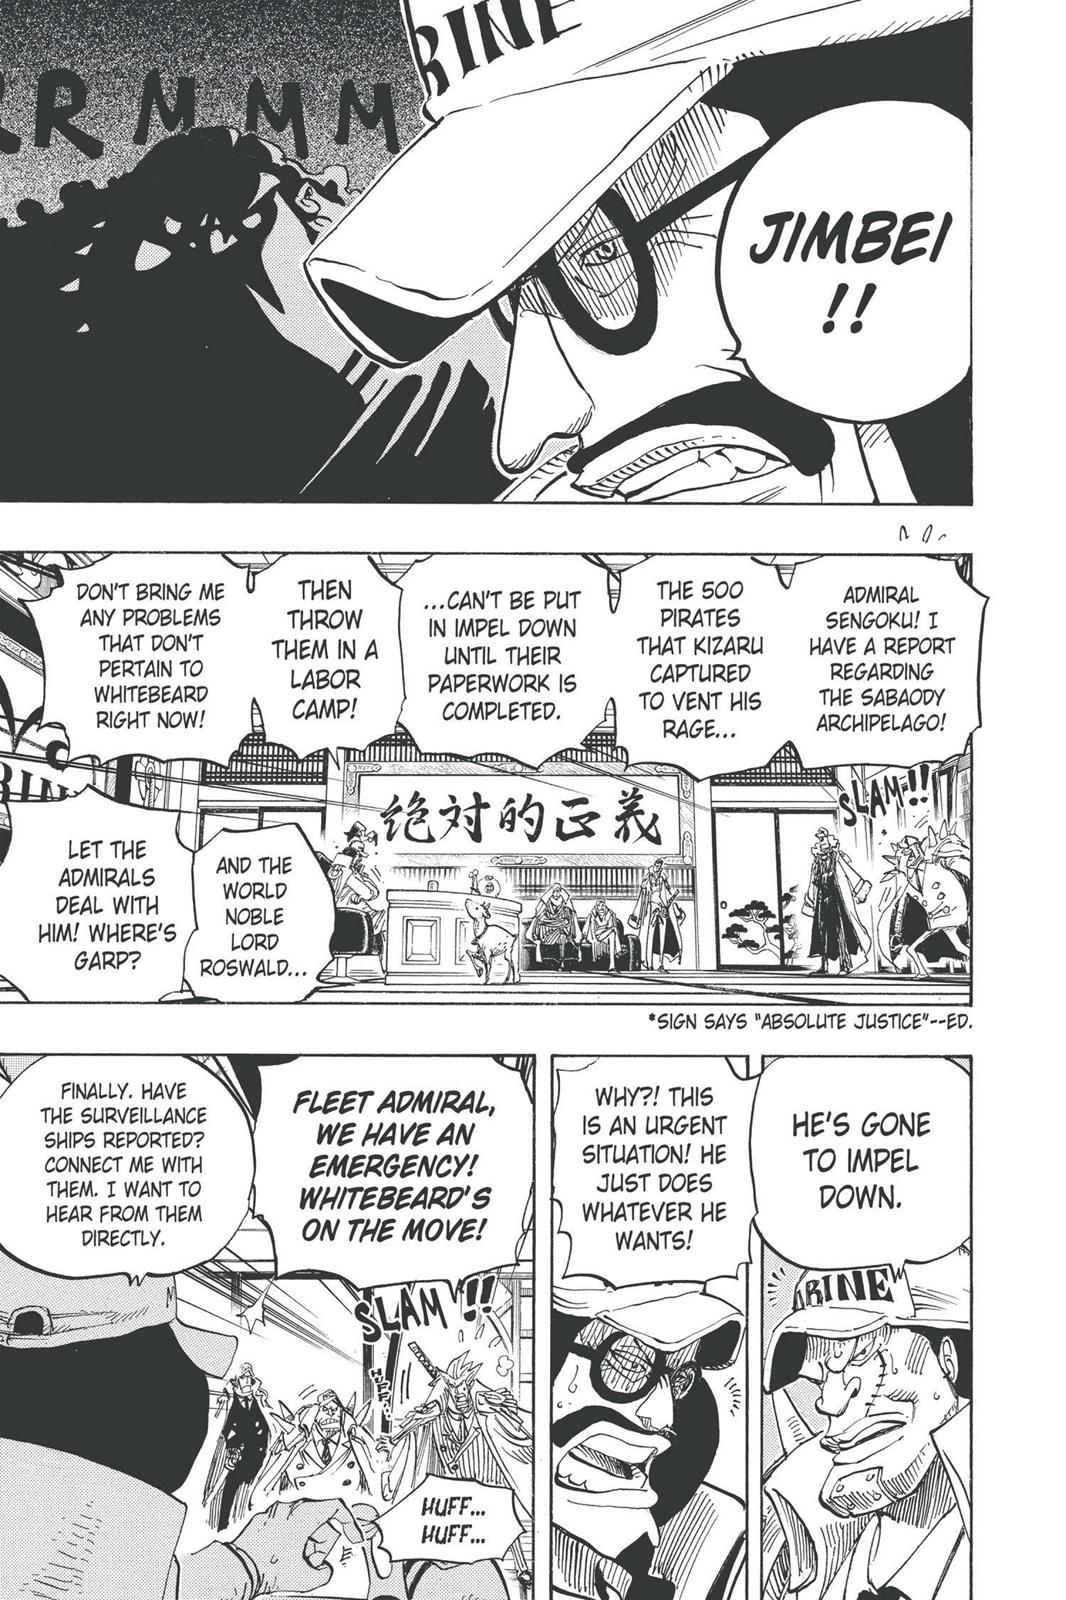 RRMMM
RINE
JIMBEI
!!
ADMIRAL
SENGOKU! I
HAVE A REPORT
REGARDING
THE SABAODY
ARCHIPELAGO!
THE 500
PIRATES
THAT KIZARU
CAPTURED
TO VENT HIS
RAGE...
...CAN'T BE PUT
IN IMPEL DOWN
UNTIL THEIR
PAPERWORK IS
COMPLETED.
THEN
THROW
THEM IN A
LABOR
CAMP!
DON'T BRING ME
ANY PROBLEMS
THAT DON'T
PERTAIN TO
WHITEBEARD
RIGHT NOW!
SLAM!!
绝对的正義
RINE
AND THE
WORLD
NOBLE
LORD
ROSWALD...
LET THE
ADMIRALS
DEAL WITH
HIM! WHERE'S
GARP?
*SIGN SAYS "ABSOLUTE JUSTICE"--ED.
HE'S GONE
TO IMPEL
DOWN.
ARINE
WHY?! THIS
IS AN URGENT
SITUATION! HE
JUST DOES
WHATEVER HE
WANTS!
FLEET ADMIRAL,
WE HAVE AN
EMERGENCY!
WHITEBEARD'S
ON THE MOVE!
SLAM!!
HUFF
HUFF...
HUFF...
FINALLY. HAVE
THE SURVEILLANCE
SHIPS REPORTED?
CONNECT ME WITH
THEM. I WANT TO
HEAR FROM THEM
DIRECTLY.
M